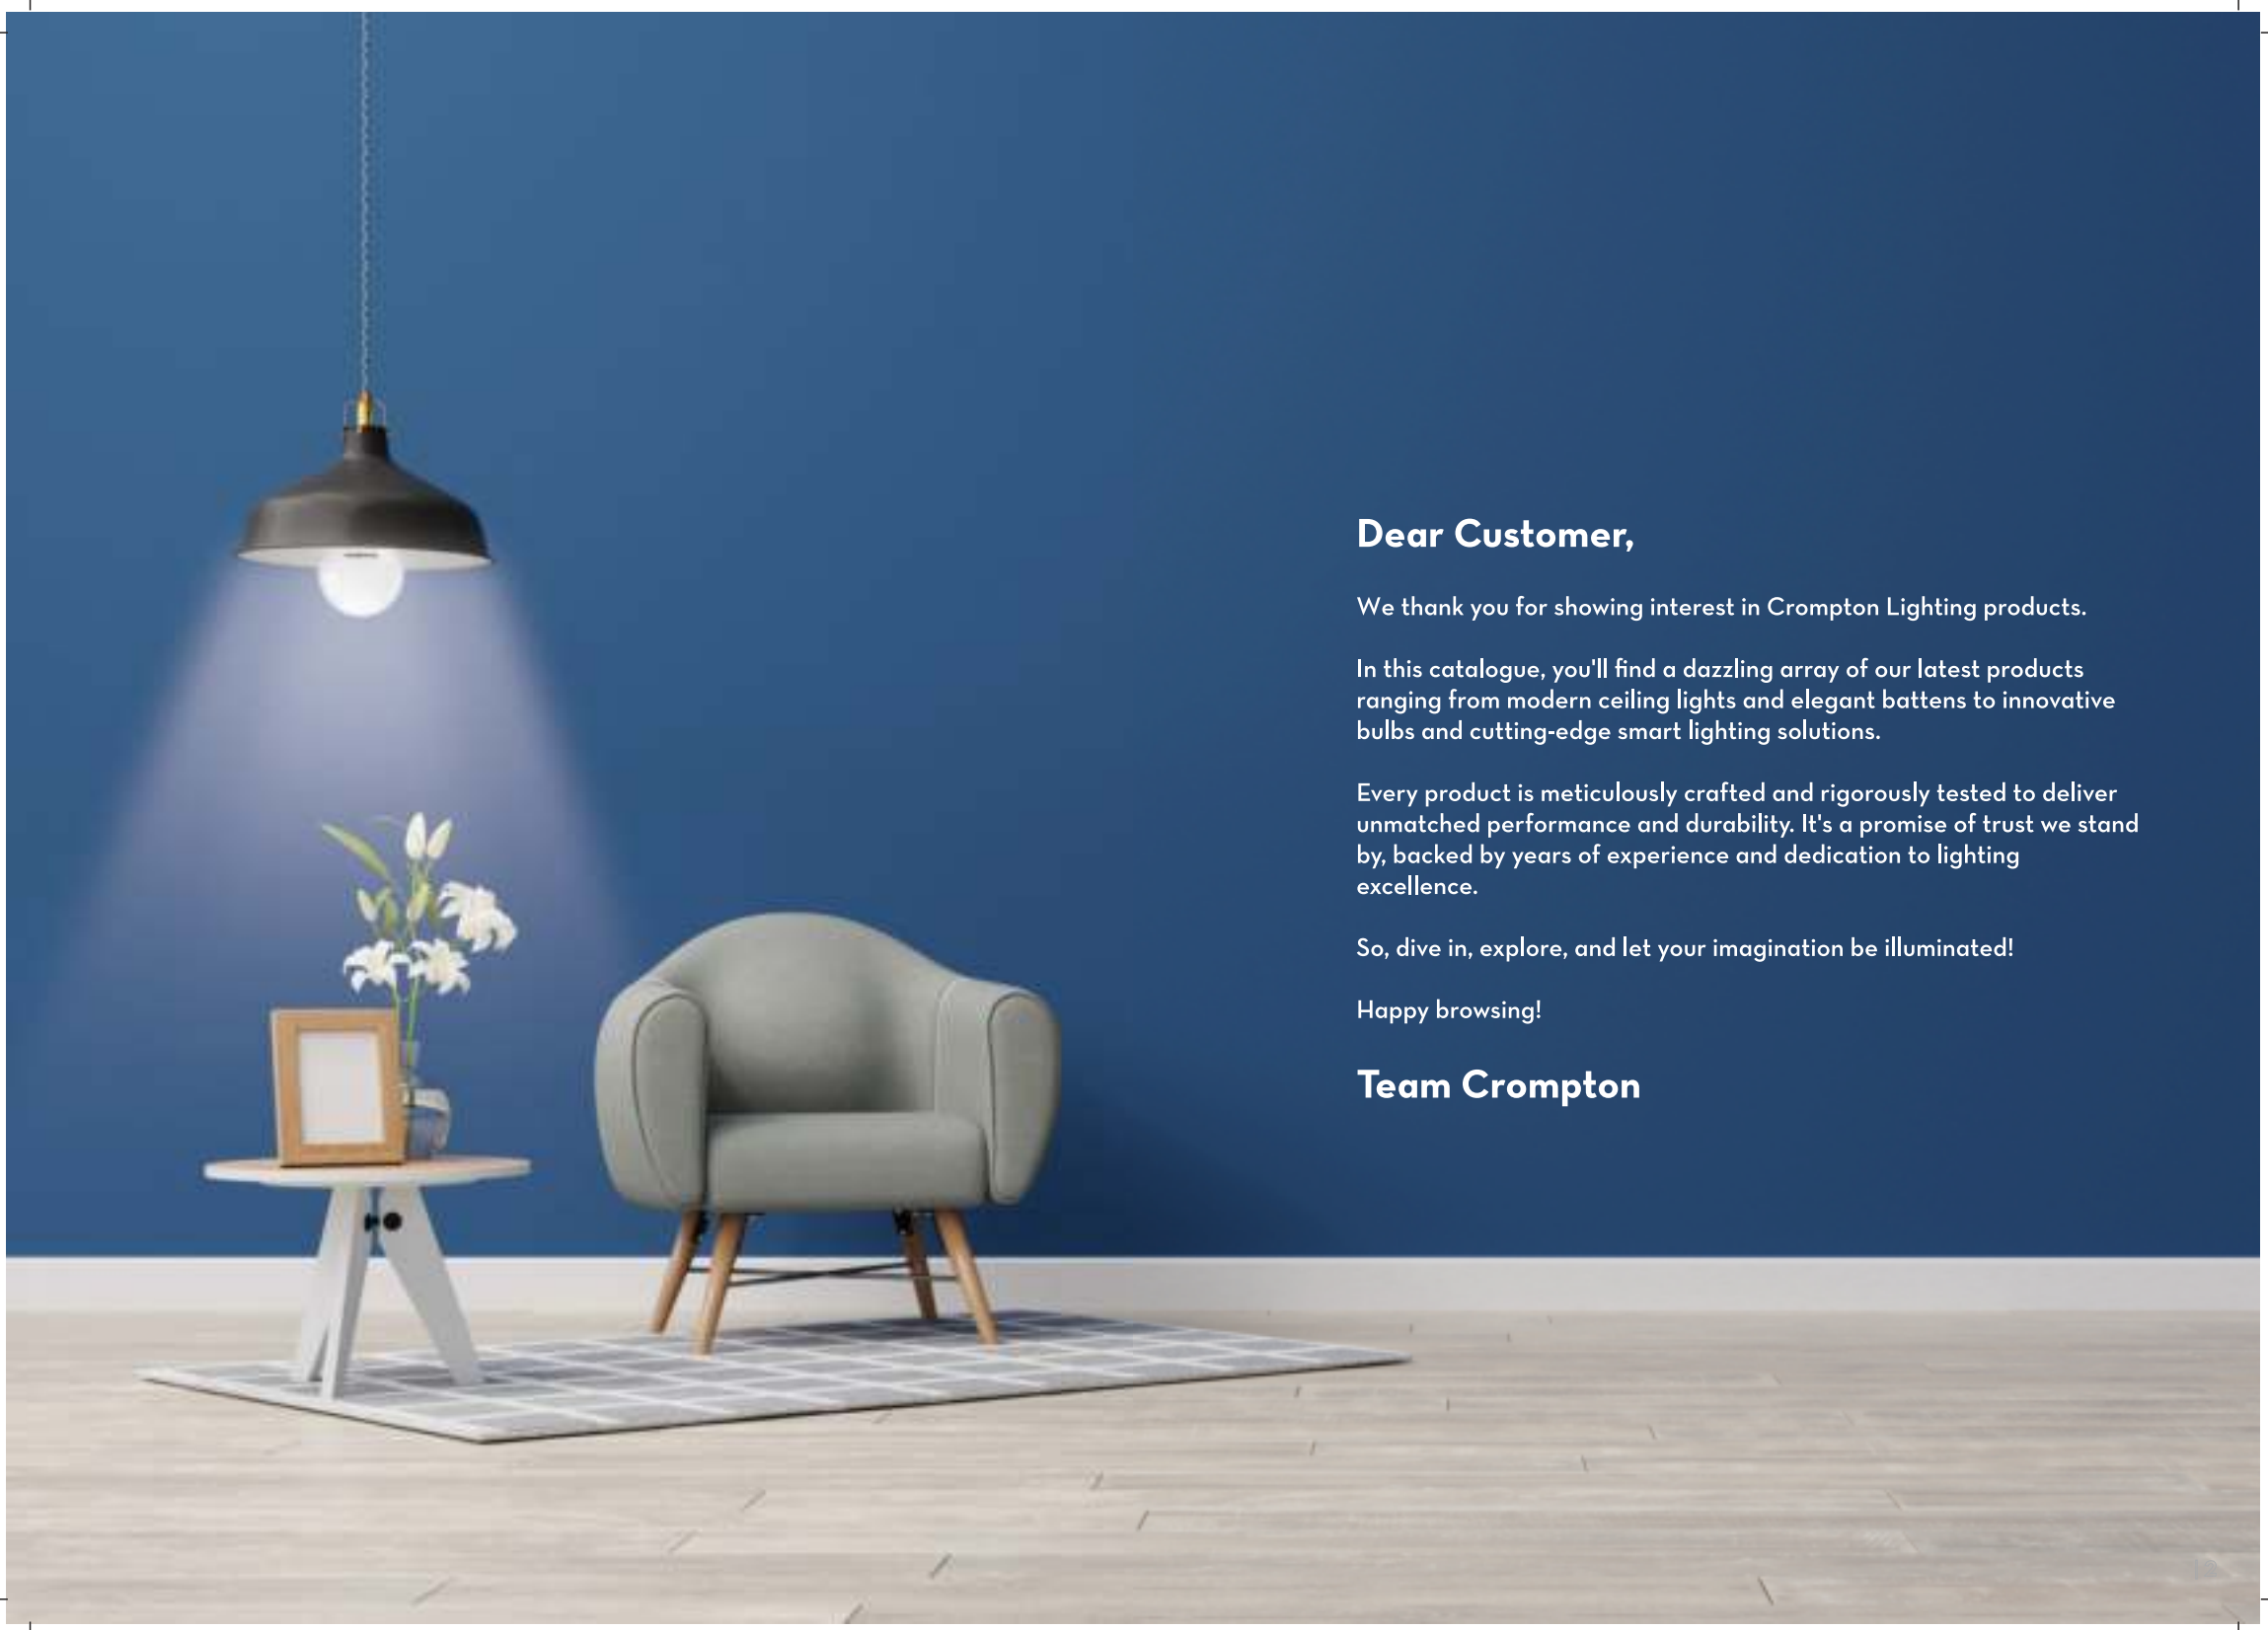 Dear Customer,
We thank you for showing interest in Crompton Lighting products.
In this catalogue, you'll find a dazzling array of our latest products
ranging from modern ceiling lights and elegant battens to innovative
bulbs and cutting-edge smart lighting solutions.
Every product is meticulously crafted and rigorously tested to deliver
unmatched performance and durability. It's a promise of trust we stand
by, backed by years of experience and dedication to lighting
excellence.
So, dive in, explore, and let your imagination be illuminated!
Happy browsing!
Team Crompton